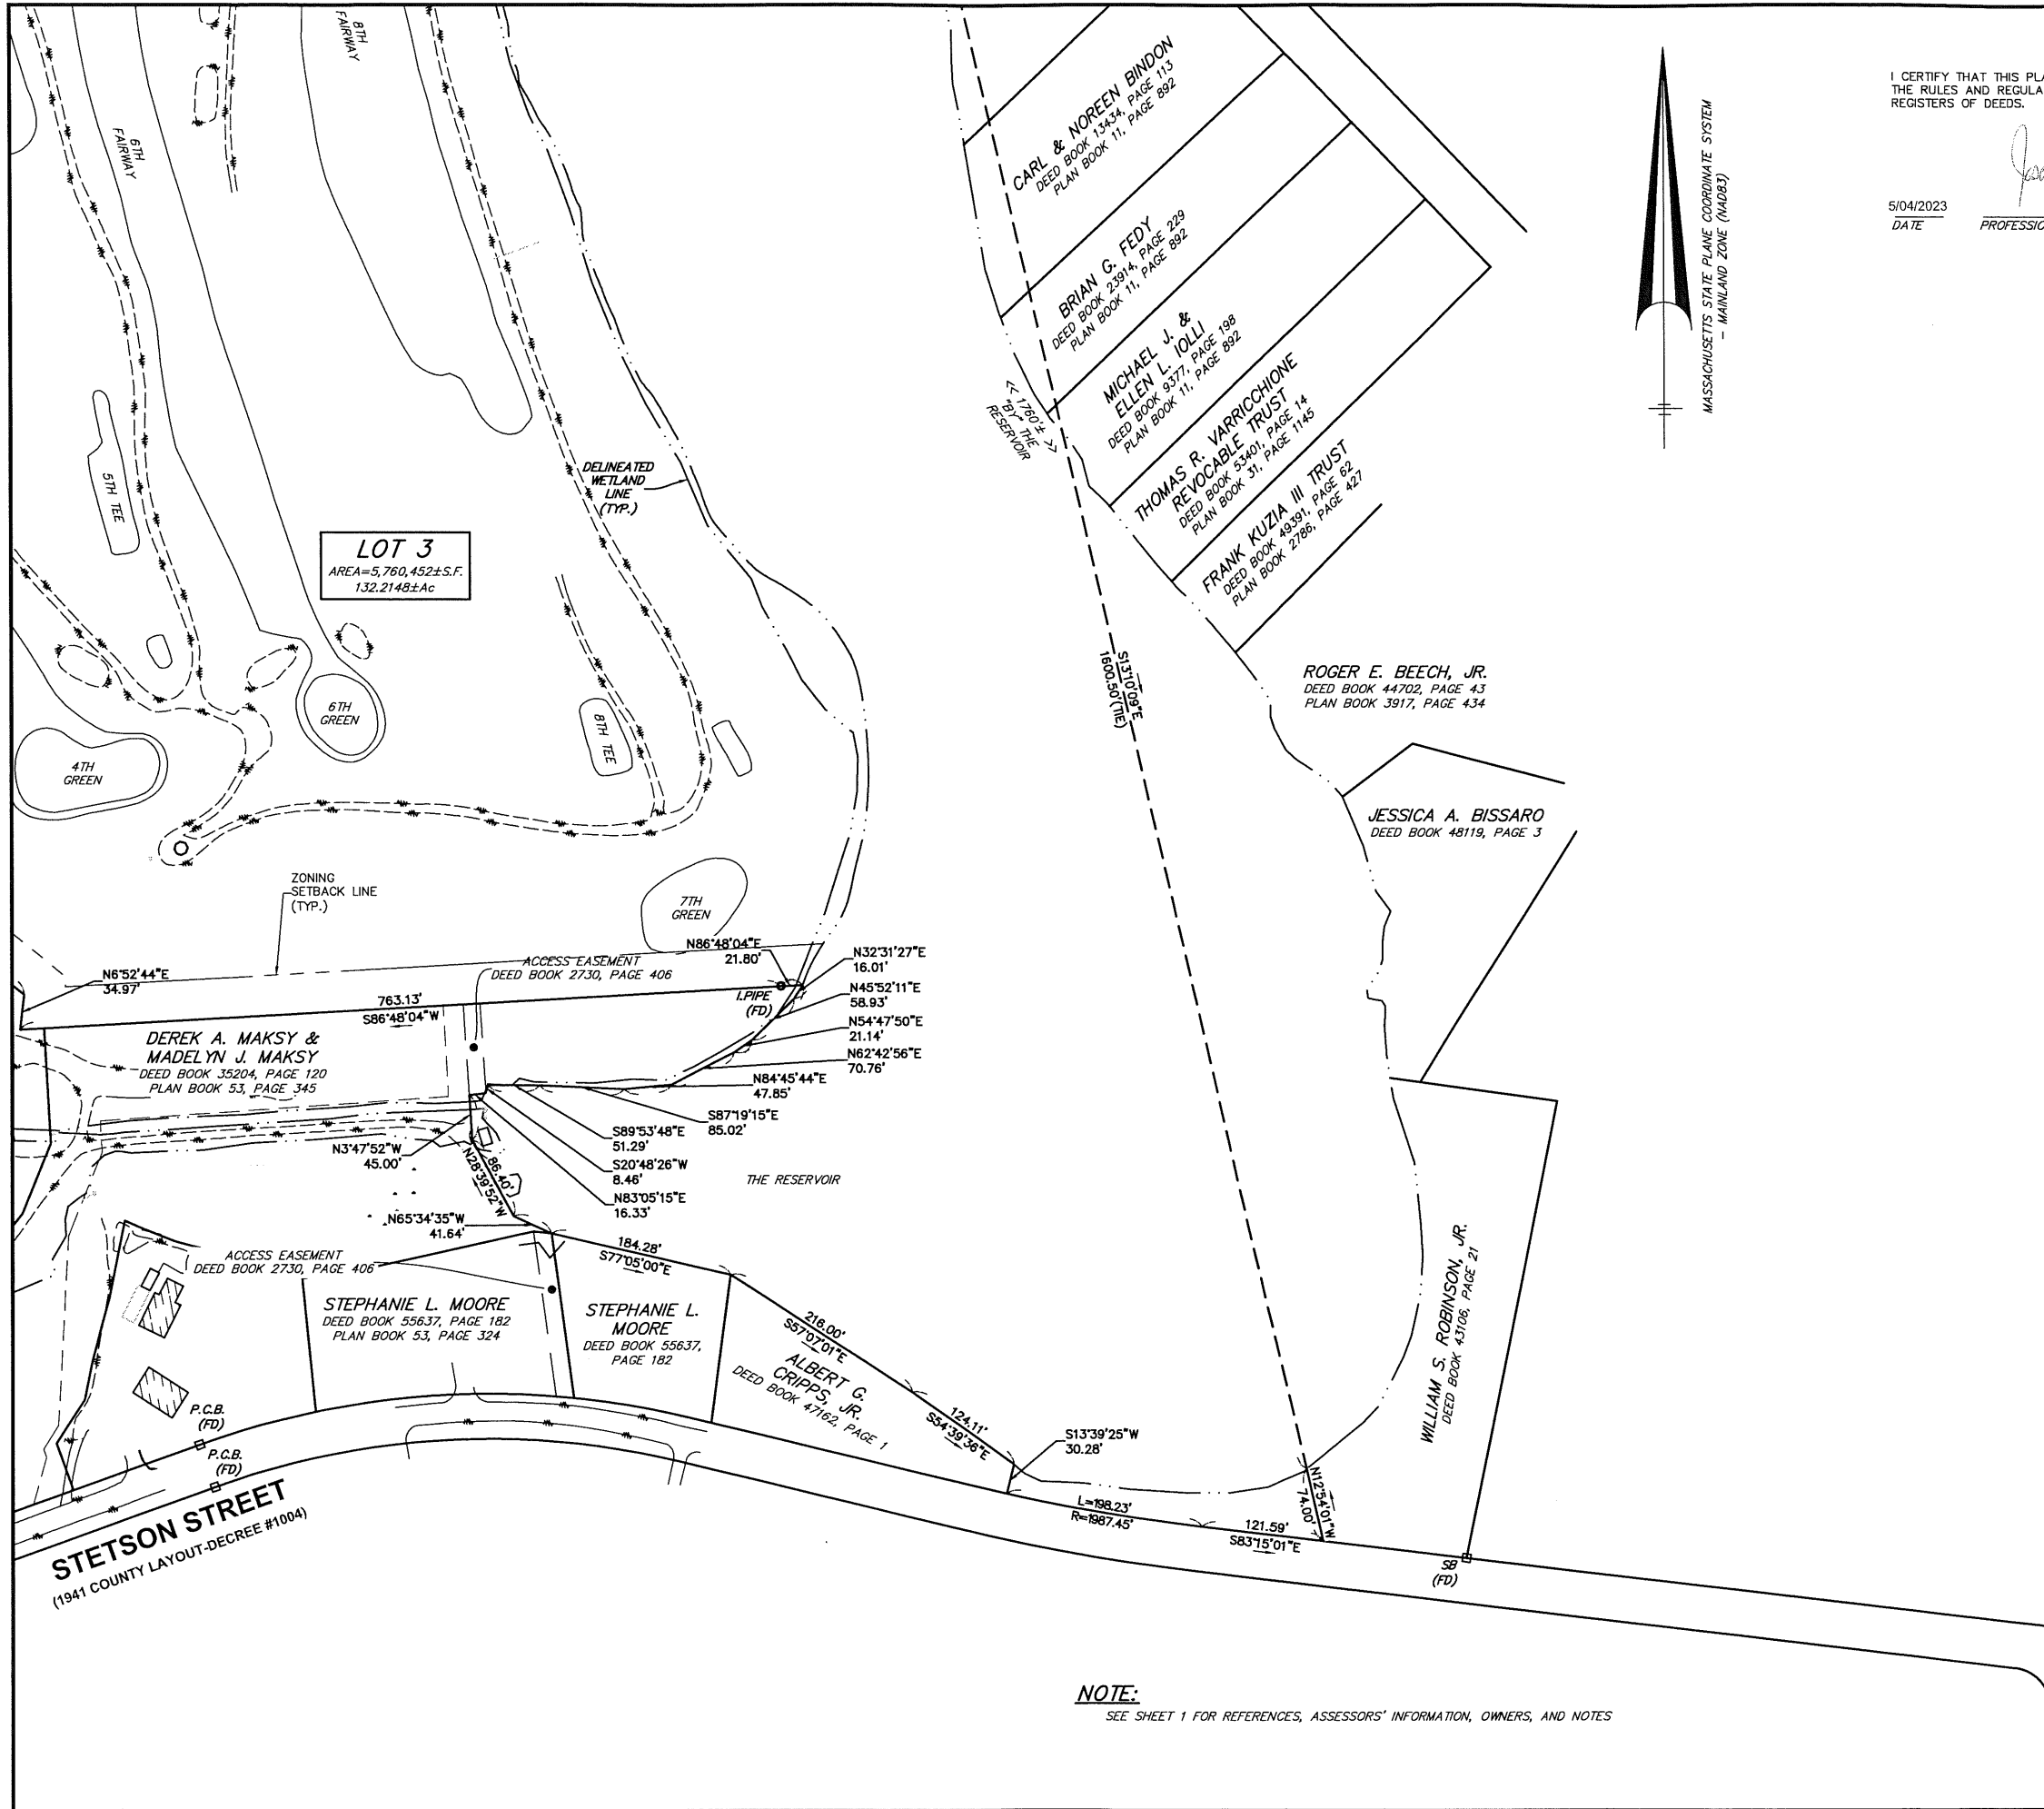 8TH
FAIRWAY
6TH
FAIRWAY
5TH TEE
DELINEATED
WETLAND
LINE
(TYP.)
LOT 3
AREA=5,760,452±S.F.
132.2148±Ac
6TH
GREEN
8TH TEE
4TH
GREEN
7TH
GREEN
ZONING
SETBACK LINE
(TYP.)
CARL & NOREEN BINDON
DEED BOOK 13434, PAGE 113
PLAN BOOK 11, PAGE 892
BRIAN G. FEDY
DEED BOOK 23914, PAGE 229
PLAN BOOK 11, PAGE 892
MICHAEL J. &
ELLEN L. IOLLI
DEED BOOK 9377, PAGE 198
PLAN BOOK 11, PAGE 892
THOMAS R. VARRICCHIONE
REVOCABLE TRUST
DEED BOOK 53401, PAGE 14
PLAN BOOK 31, PAGE 1145
FRANK KUZIA III TRUST
DEED BOOK 49391, PAGE 62
PLAN BOOK 2786, PAGE 427
<< 1760'± >>
"BY" THE
RESERVOIR
S13°10'09"E
1600.50'(TIE)
ROGER E. BEECH, JR.
DEED BOOK 44702, PAGE 43
PLAN BOOK 3917, PAGE 434
JESSICA A. BISSARO
DEED BOOK 48119, PAGE 3
MASSACHUSETTS STATE PLANE COORDINATE SYSTEM
- MAINLAND ZONE (NAD83)
I CERTIFY THAT THIS PL
THE RULES AND REGULA
REGISTERS OF DEEDS.
5/04/2023
DATE
PROFESSIO
N6°52'44"E
34.97'
763.13'
S86°48'04"W
ACCESS EASEMENT
DEED BOOK 2730, PAGE 406
N86°48'04"E
21.80'
I.PIPE
(FD)
N32°31'27"E
16.01'
N45°52'11"E
58.93'
N54°47'50"E
21.14'
N62°42'56"E
70.76'
N84°45'44"E
47.85'
S87°19'15"E
85.02'
S89°53'48"E
51.29'
S20°48'26"W
8.46'
N83°05'15"E
16.33'
DEREK A. MAKSY &
MADELYN J. MAKSY
DEED BOOK 35204, PAGE 120
PLAN BOOK 53, PAGE 345
N3°47'52"W
45.00'
86.40'
N28°39'52"W
N65°34'35"W
41.64'
THE RESERVOIR
ACCESS EASEMENT
DEED BOOK 2730, PAGE 406
184.28'
S77°05'00"E
STEPHANIE L. MOORE
DEED BOOK 55637, PAGE 182
PLAN BOOK 53, PAGE 324
STEPHANIE L.
MOORE
DEED BOOK 55637,
PAGE 182
216.00'
S57°07'01"E
ALBERT G.
CRIPPS, JR.
DEED BOOK 47162, PAGE 1
124.11'
S54°39'36"E
S13°39'25"W
30.28'
L=198.23'
R=1987.45'
121.59'
S83°15'01"E
N12°54'01"W
74.00'
WILLIAM S. ROBINSON, JR.
DEED BOOK 43106, PAGE 21
SB
(FD)
P.C.B.
(FD)
P.C.B.
(FD)
STETSON STREET
(1941 COUNTY LAYOUT-DECREE #1004)
NOTE:
SEE SHEET 1 FOR REFERENCES, ASSESSORS' INFORMATION, OWNERS, AND NOTES